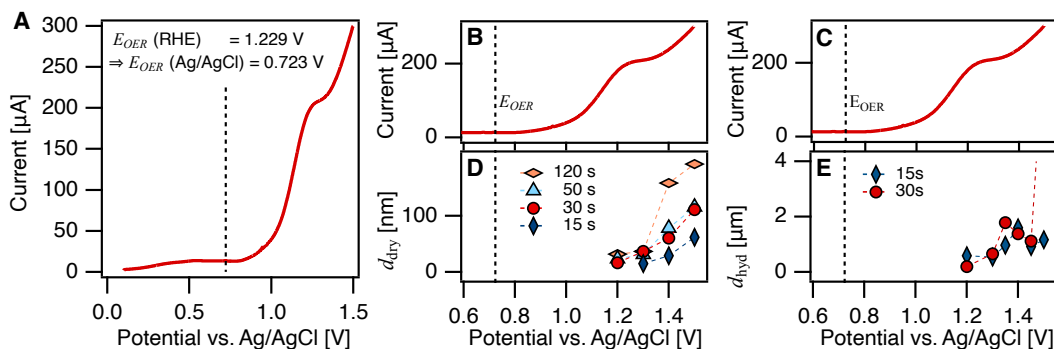 A
E_OER (RHE) = 1.229 V
⇒ E_OER (Ag/AgCl) = 0.723 V
300
250
200
150
100
50
0
Current [µA]
0.0 0.5 1.0 1.5
Potential vs. Ag/AgCl [V]
B
Current [µA]
200
0
E_OER
C
Current [µA]
200
0
E_OER
D
120 s
50 s
30 s
15 s
d_dry [nm]
100
0
0.6 0.8 1.0 1.2 1.4
Potential vs. Ag/AgCl [V]
E
15s
30s
d_hyd [µm]
4
2
0
0.6 0.8 1.0 1.2 1.4
Potential vs. Ag/AgCl [V]